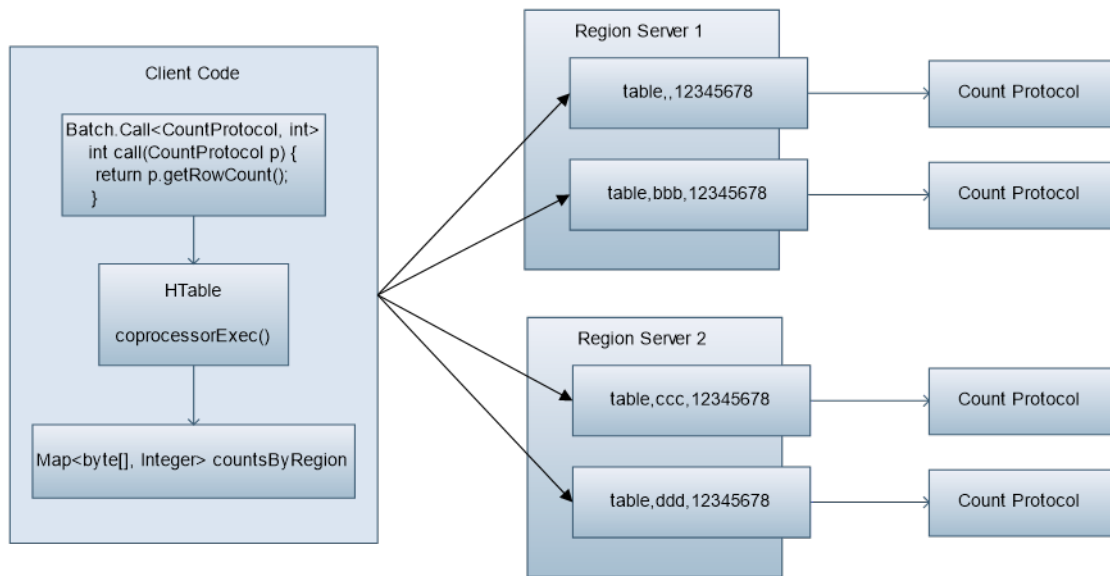 Client Code
Batch.Call<CountProtocol, int>
int call(CountProtocol p) {
return p.getRowCount();
}
HTable
coprocessorExec()
Map<byte[], Integer> countsByRegion
Region Server 1
table,,12345678
Count Protocol
table,bbb,12345678
Count Protocol
Region Server 2
table,ccc,12345678
Count Protocol
table,ddd,12345678
Count Protocol